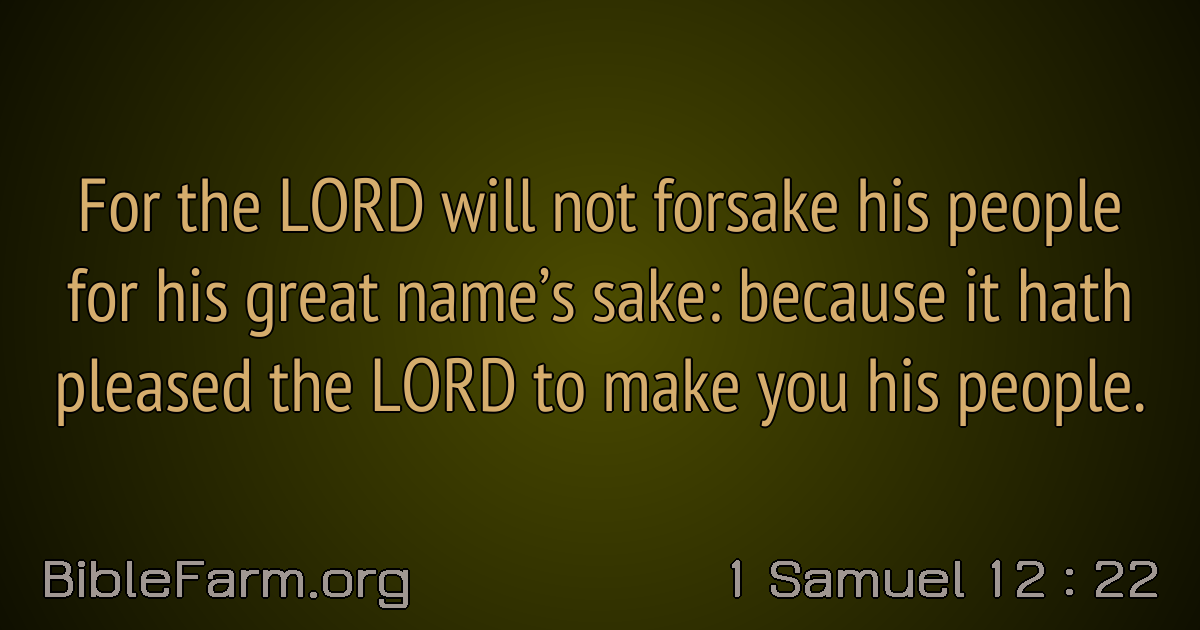 For the LORD will not forsake his people
for his great name’s sake: because it hath
pleased the LORD to make you his people.
BibleFarm.org
1 Samuel 12 : 22